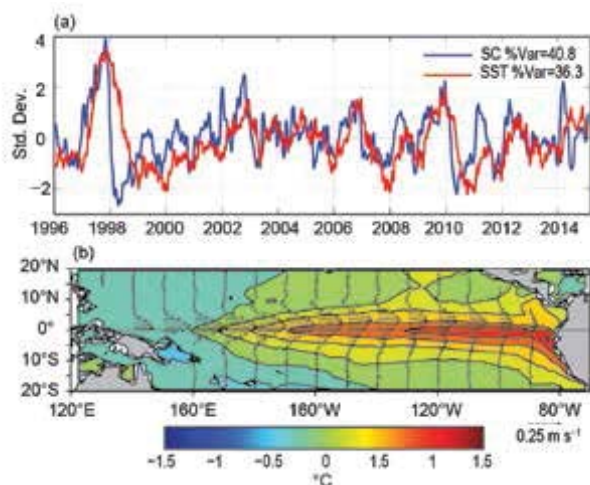 (a)
4
2
0
−2
Std. Dev.
SC %Var=40.8
SST %Var=36.3
1996 1998 2000 2002 2004 2006 2008 2010 2012 2014
(b)
20°N
10°N
0°
10°S
20°S
120°E 160°E 180°W 120°W 80°W
0.25 m s⁻¹
−1.5 −1 −0.5 0 1.5 1 1.5
°C